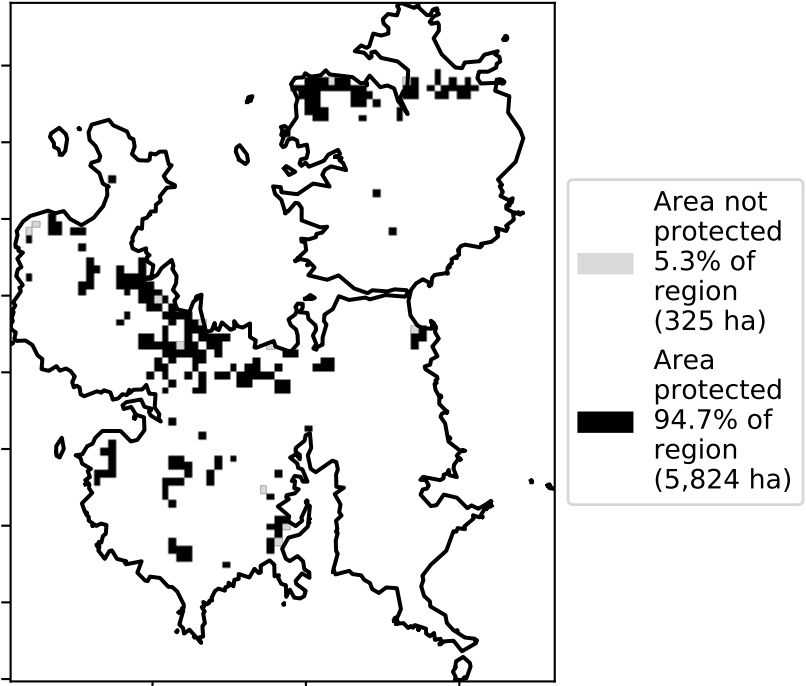 Area not
protected
5.3% of
region
(325 ha)
Area
protected
94.7% of
region
(5,824 ha)